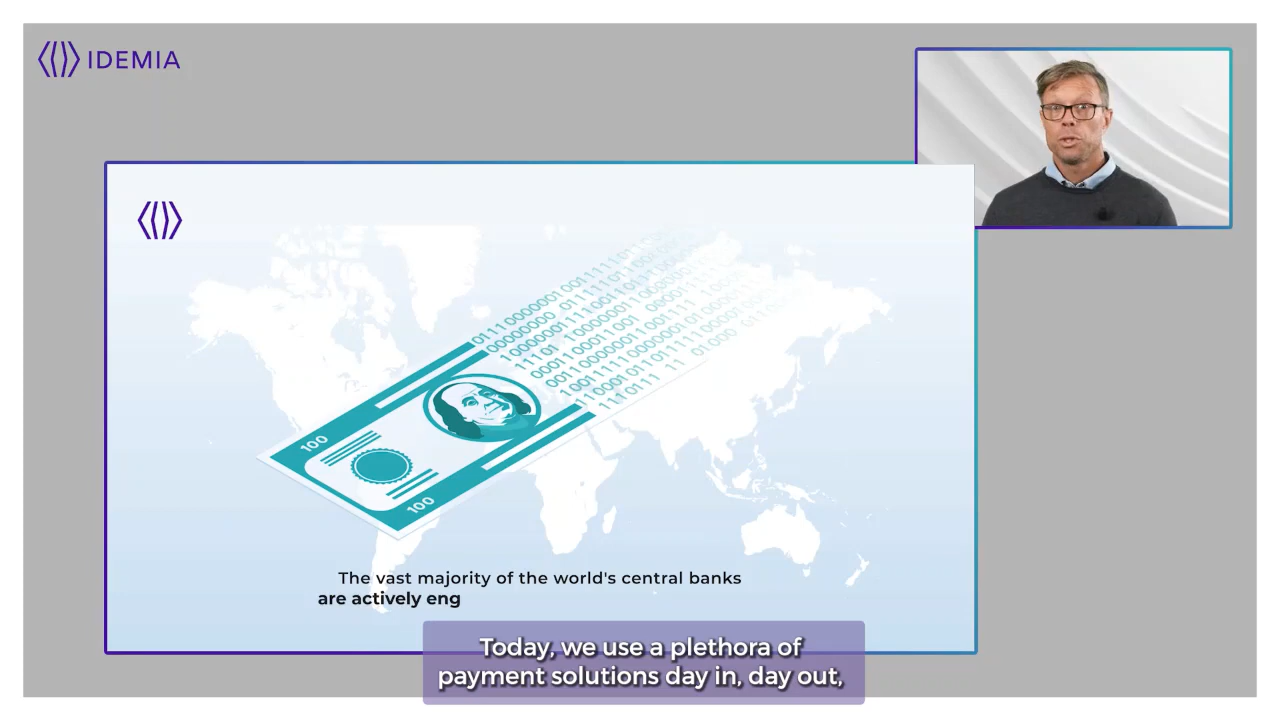 IDEMIA
100
100
The vast majority of the world's central banks
are actively eng
Today, we use a plethora of
payment solutions day in, day out,